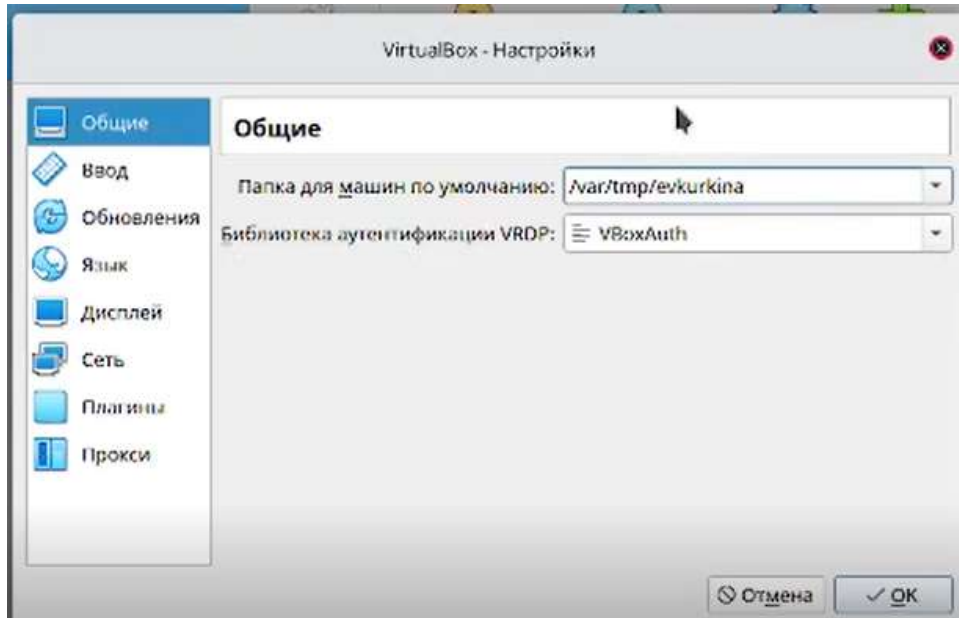 VirtualBox - Настройки
Общие
Ввод
Обновления
Язык
Дисплей
Сеть
Плагины
Прокси
Общие
Папка для машин по умолчанию: /var/tmp/evkurkina
Библиотека аутентификации VRDP: VBoxAuth
Отмена
OK